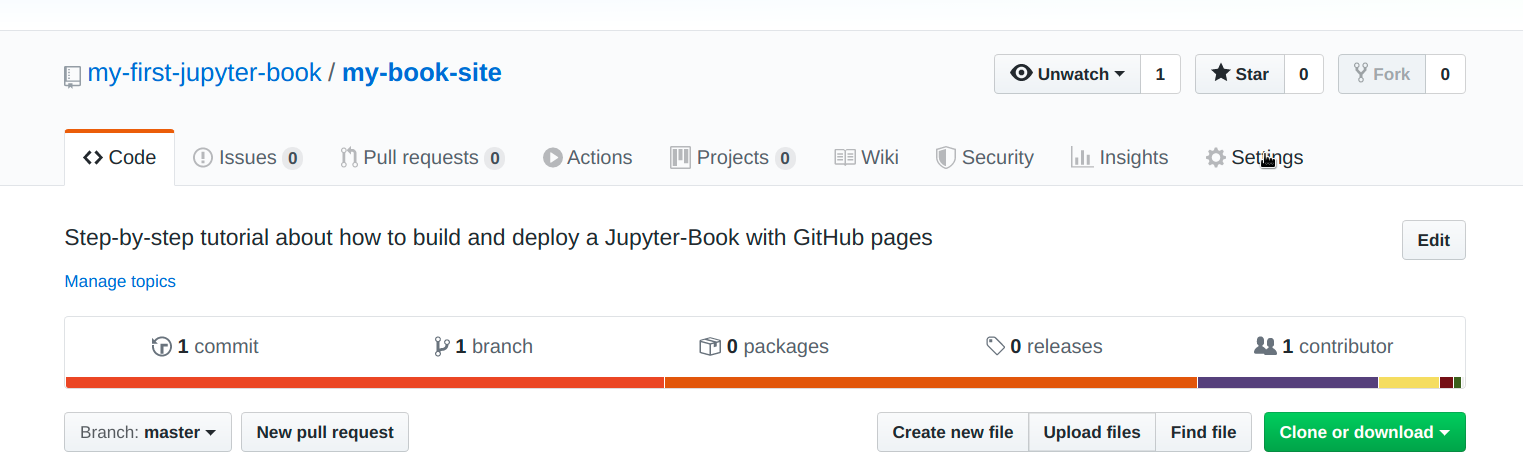 my-first-jupyter-book / my-book-site
Unwatch 1 Star 0 Fork 0
Code Issues 0 Pull requests 0 Actions Projects 0 Wiki Security Insights Settings
Step-by-step tutorial about how to build and deploy a Jupyter-Book with GitHub pages
Edit
Manage topics
1 commit 1 branch 0 packages 0 releases 1 contributor
Branch: master New pull request Create new file Upload files Find file Clone or download